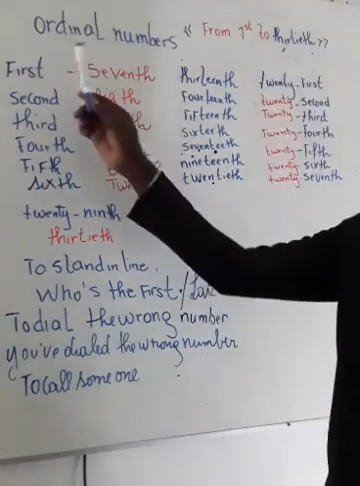 Ordinal numbers « From 1st to thirtieth »
First - Seventh thirteenth twenty-First
Second Fourteenth twenty-Second
third Fifteenth Twenty-third
Fourth sixteeth Twenty-Fourth
Fifth seventeeth twenty-Fifth
sixth nineteenth twenty-sixth
twentieth twenty-seventh
twenty-ninth
thirtieth
To stand in line.
Who's the First/
To dial the wrong number
You've dialed the wrong number
To call some one